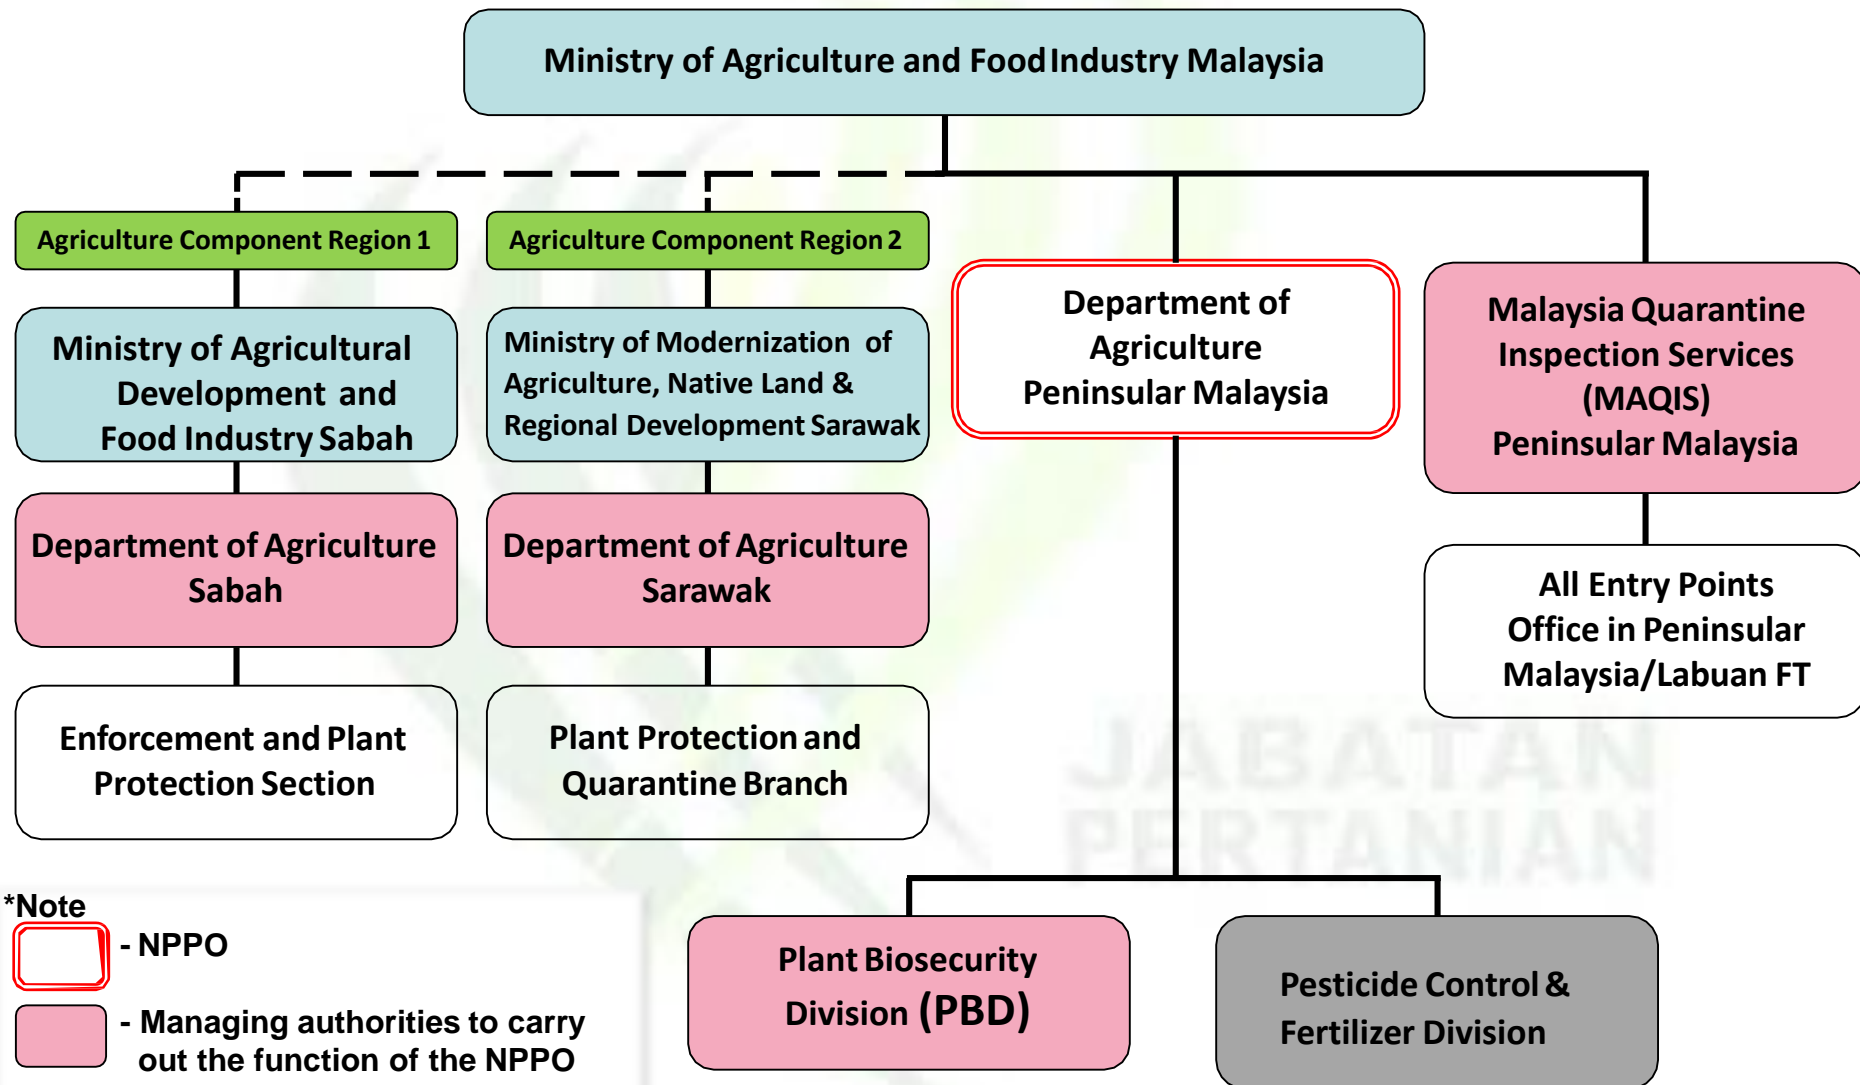 Ministry of Agriculture and Food Industry Malaysia
Agriculture Component Region 1
Agriculture Component Region 2
Ministry of Agricultural
Development and
Food Industry Sabah
Ministry of Modernization of
Agriculture, Native Land &
Regional Development Sarawak
Department of
Agriculture
Peninsular Malaysia
Malaysia Quarantine
Inspection Services
(MAQIS)
Peninsular Malaysia
Department of Agriculture
Sabah
Department of Agriculture
Sarawak
All Entry Points
Office in Peninsular
Malaysia/Labuan FT
Enforcement and Plant
Protection Section
Plant Protection and
Quarantine Branch
JABATAN
PERTANIAN
*Note
- NPPO
- Managing authorities to carry
out the function of the NPPO
Plant Biosecurity
Division (PBD)
Pesticide Control &
Fertilizer Division